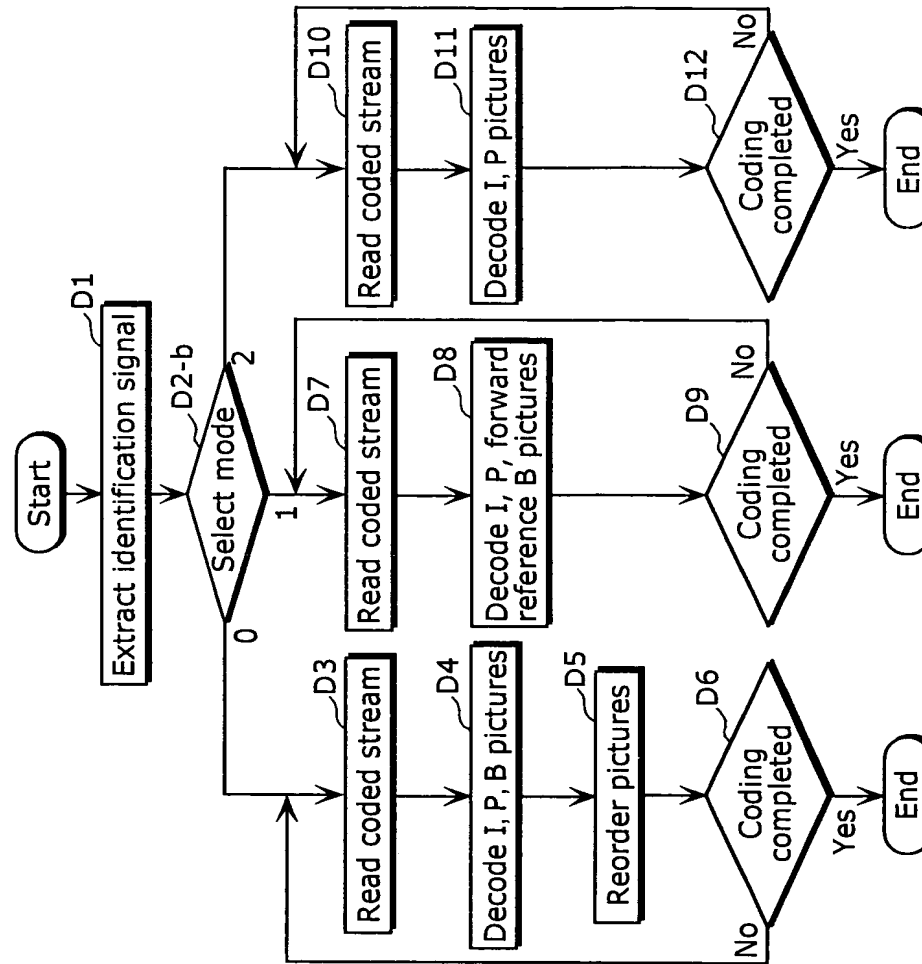 Start
D1
Extract identification signal
D2-b
Select mode
0
1
2
D3
Read coded stream
D4
Decode I, P, B pictures
D5
Reorder pictures
D6
Coding
completed
No
Yes
End
D7
Read coded stream
D8
Decode I, P, forward
reference B pictures
D9
Coding
completed
No
Yes
End
D10
Read coded stream
D11
Decode I, P pictures
D12
Coding
completed
No
Yes
End